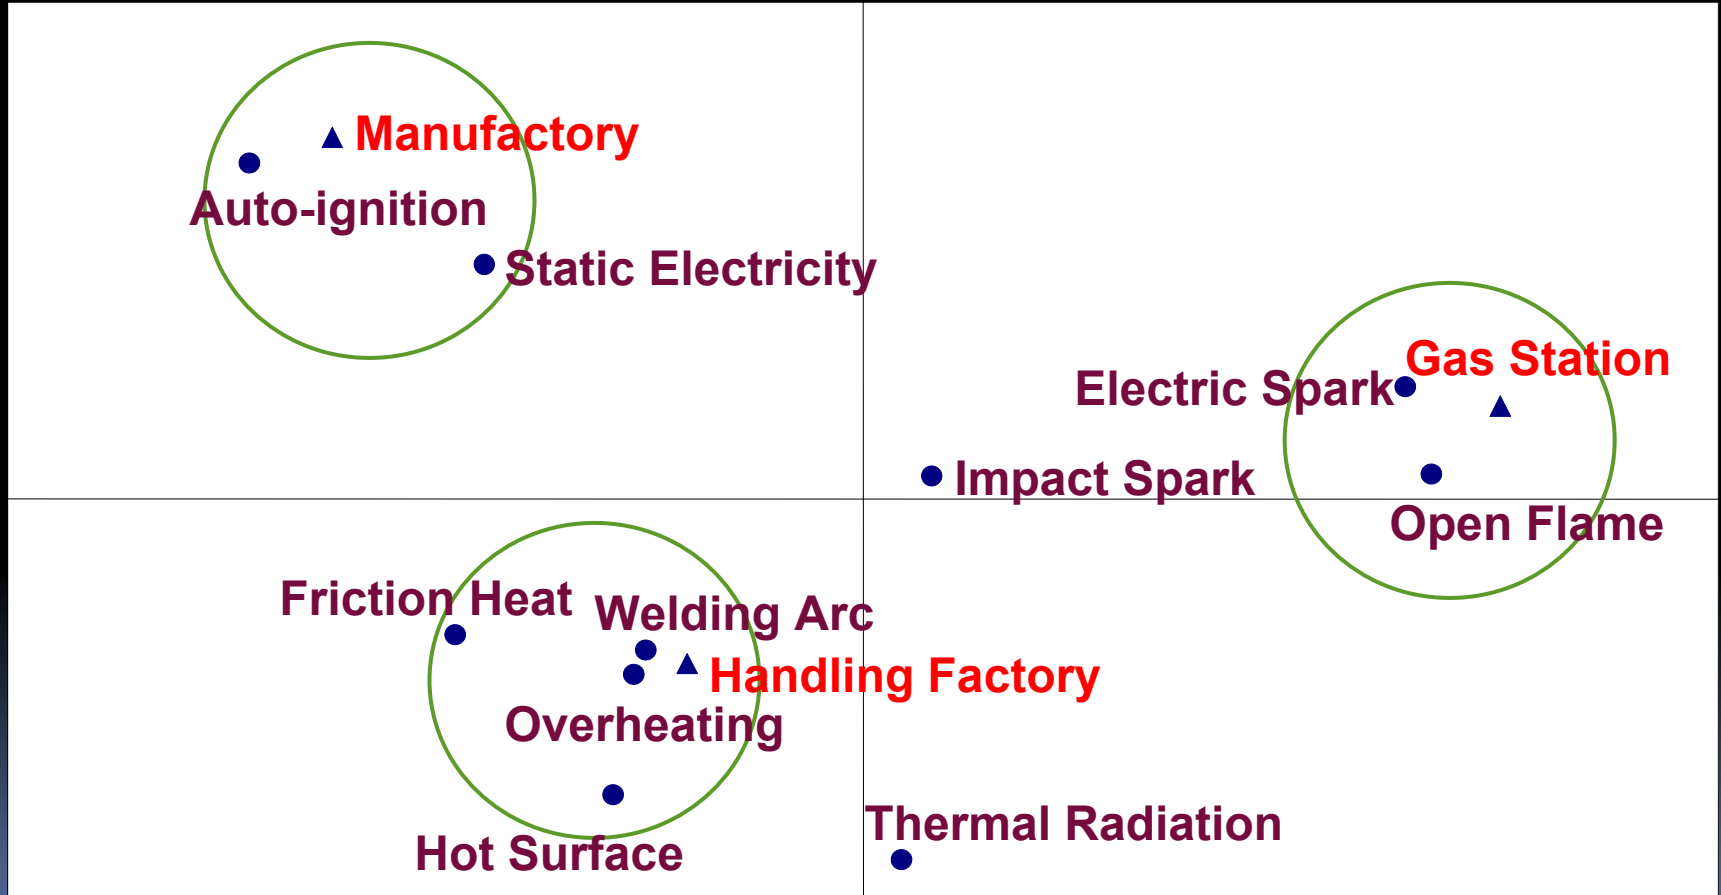 Manufactory
Auto-ignition
Static Electricity
Gas Station
Electric Spark
Impact Spark
Open Flame
Friction Heat
Welding Arc
Handling Factory
Overheating
Thermal Radiation
Hot Surface